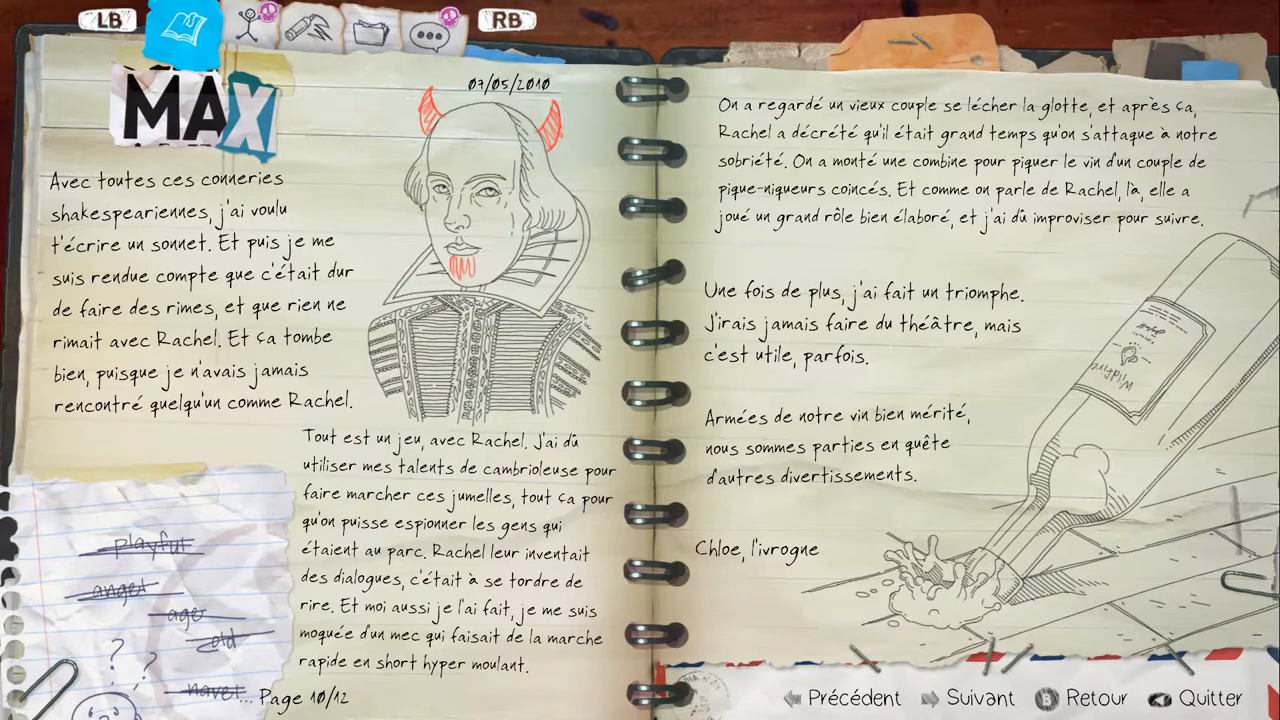 LB
RB
MAX
07/05/2010
Avec toutes ces conneries
shakespeariennes, j'ai voulu
t'écrire un sonnet. Et puis je me
suis rendue compte que c'était dur
de faire des rimes, et que rien ne
rimait avec Rachel. Et ça tombe
bien, puisque je n'avais jamais
rencontré quelqu'un comme Rachel.
Tout est un jeu, avec Rachel. J'ai dû
utiliser mes talents de cambrioleuse pour
faire marcher ces jumelles, tout ça pour
qu'on puisse espionner les gens qui
étaient au parc. Rachel leur inventait
des dialogues, c'était à se tordre de
rire. Et moi aussi je l'ai fait, je me suis
moquée d'un mec qui faisait de la marche
rapide en short hyper moulant.
playful
anget
age
old
navel...
? ?
Page 10/12
On a regardé un vieux couple se lécher la glotte, et après ça,
Rachel a décrété qu'il était grand temps qu'on s'attaque à notre
sobriété. On a monté une combine pour piquer le vin d'un couple de
pique-niqueurs coincés. Et comme on parle de Rachel, là, elle a
joué un grand rôle bien élaboré, et j'ai dû improviser pour suivre.
Une fois de plus, j'ai fait un triomphe.
J'irais jamais faire du théâtre, mais
c'est utile, parfois.
Armées de notre vin bien mérité,
nous sommes parties en quête
d'autres divertissements.
Chloe, l'ivrogne
Précédent
Suivant
B Retour
Quitter